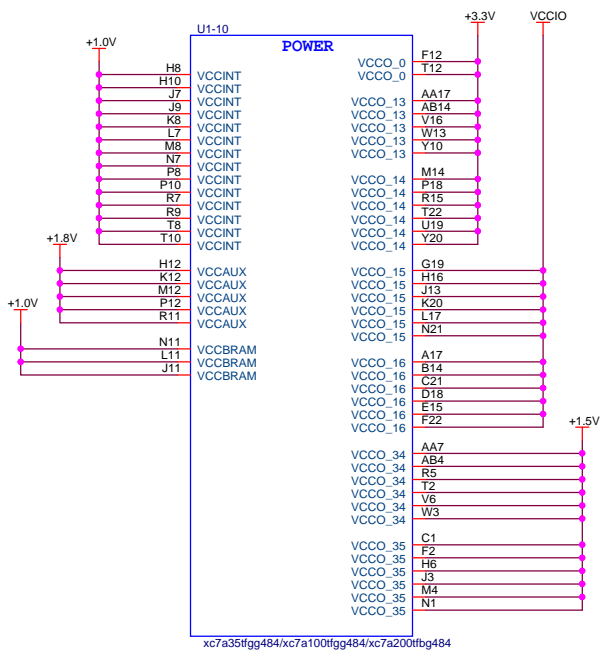 +3.3V VCCIO
U1-10
+1.0V
POWER
VCCO_0 F12
VCCO_0 T12
H8 VCCINT
H10 VCCINT
J7 VCCINT
J9 VCCINT
K8 VCCINT
L7 VCCINT
M8 VCCINT
N7 VCCINT
P8 VCCINT
P10 VCCINT
R7 VCCINT
R9 VCCINT
T8 VCCINT
T10 VCCINT
VCCO_13 AA17
VCCO_13 AB14
VCCO_13 V16
VCCO_13 W13
VCCO_13 Y10
VCCO_14 M14
VCCO_14 P18
VCCO_14 R15
VCCO_14 T22
VCCO_14 U19
VCCO_14 Y20
+1.8V
H12 VCCAUX
K12 VCCAUX
M12 VCCAUX
P12 VCCAUX
R11 VCCAUX
VCCO_15 G19
VCCO_15 H16
VCCO_15 J13
VCCO_15 K20
VCCO_15 L17
VCCO_15 N21
+1.0V
N11 VCCBRAM
L11 VCCBRAM
J11 VCCBRAM
VCCO_16 A17
VCCO_16 B14
VCCO_16 C21
VCCO_16 D18
VCCO_16 E15
VCCO_16 F22
+1.5V
VCCO_34 AA7
VCCO_34 AB4
VCCO_34 R5
VCCO_34 T2
VCCO_34 V6
VCCO_34 W3
VCCO_35 C1
VCCO_35 F2
VCCO_35 H6
VCCO_35 J3
VCCO_35 M4
VCCO_35 N1
xc7a35tfgg484/xc7a100tfgg484/xc7a200tfbg484